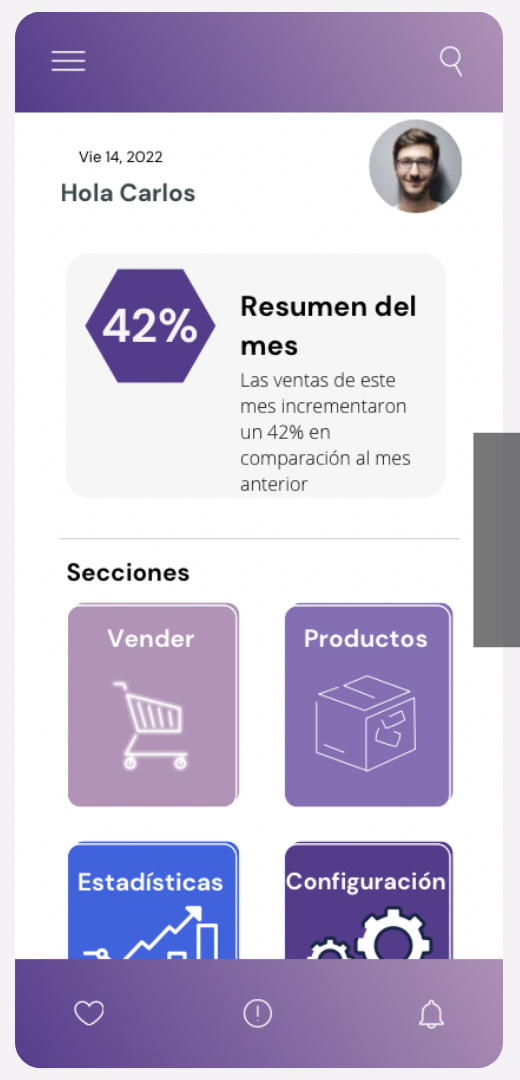 Vie 14, 2022
Hola Carlos
42%
Resumen del
mes
Las ventas de este
mes incrementaron
un 42% en
comparación al mes
anterior
Secciones
Vender
Productos
Estadísticas
Configuración